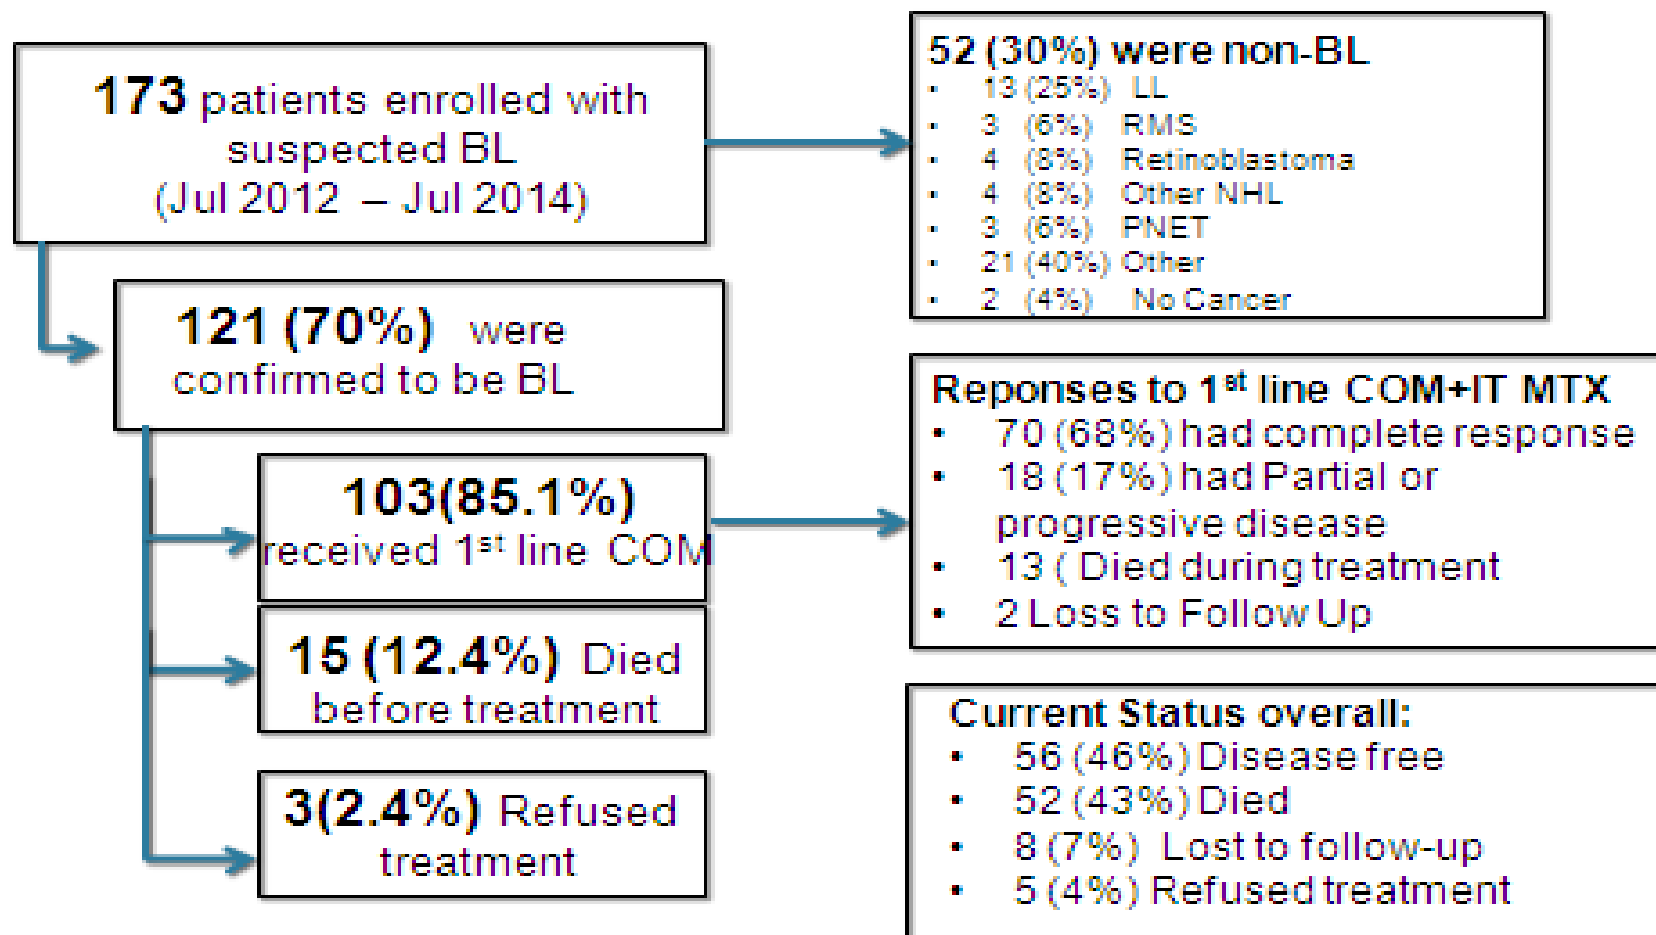 173 patients enrolled with
suspected BL
(Jul 2012 – Jul 2014)
52 (30%) were non-BL
• 13 (25%) LL
• 3 (6%) RMS
• 4 (8%) Retinoblastoma
• 4 (8%) Other NHL
• 3 (6%) PNET
• 21 (40%) Other
• 2 (4%) No Cancer
121 (70%) were
confirmed to be BL
103(85.1%)
received 1st line COM
15 (12.4%) Died
before treatment
3(2.4%) Refused
treatment
Reponses to 1st line COM+IT MTX
• 70 (68%) had complete response
• 18 (17%) had Partial or
progressive disease
• 13 ( Died during treatment
• 2 Loss to Follow Up
Current Status overall:
• 56 (46%) Disease free
• 52 (43%) Died
• 8 (7%) Lost to follow-up
• 5 (4%) Refused treatment